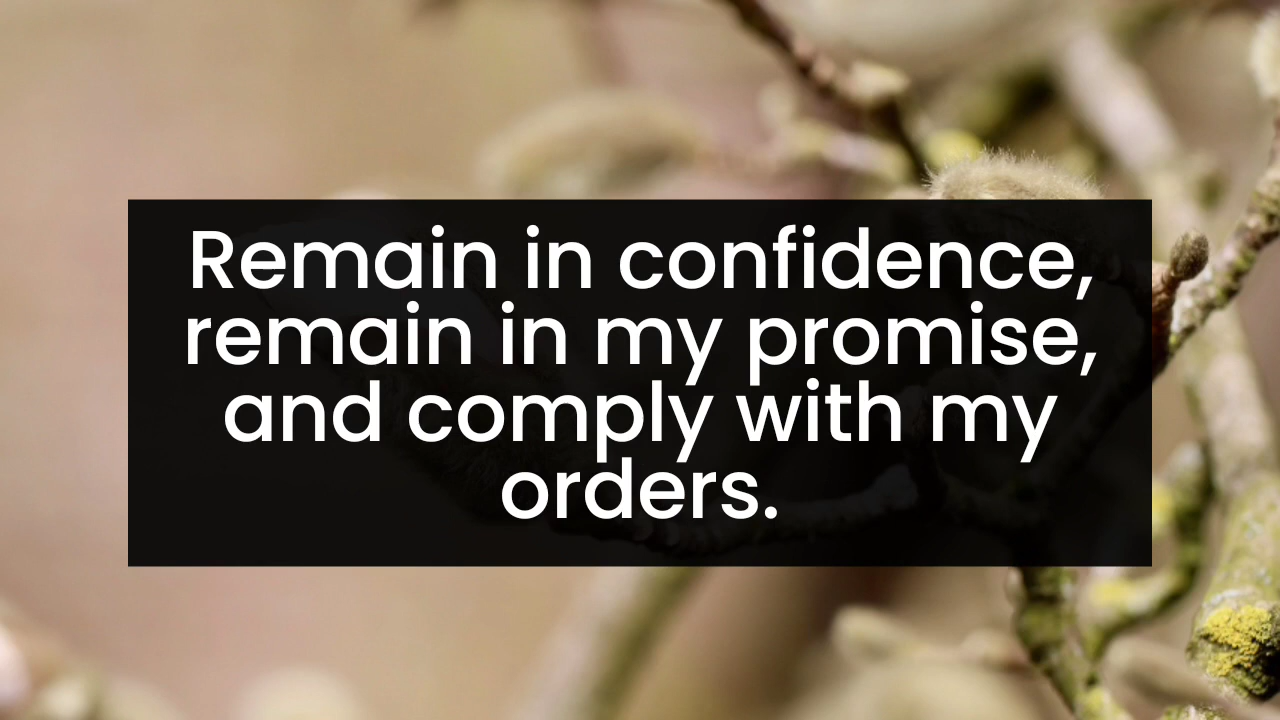 Remain in confidence,
remain in my promise,
and comply with my
orders.